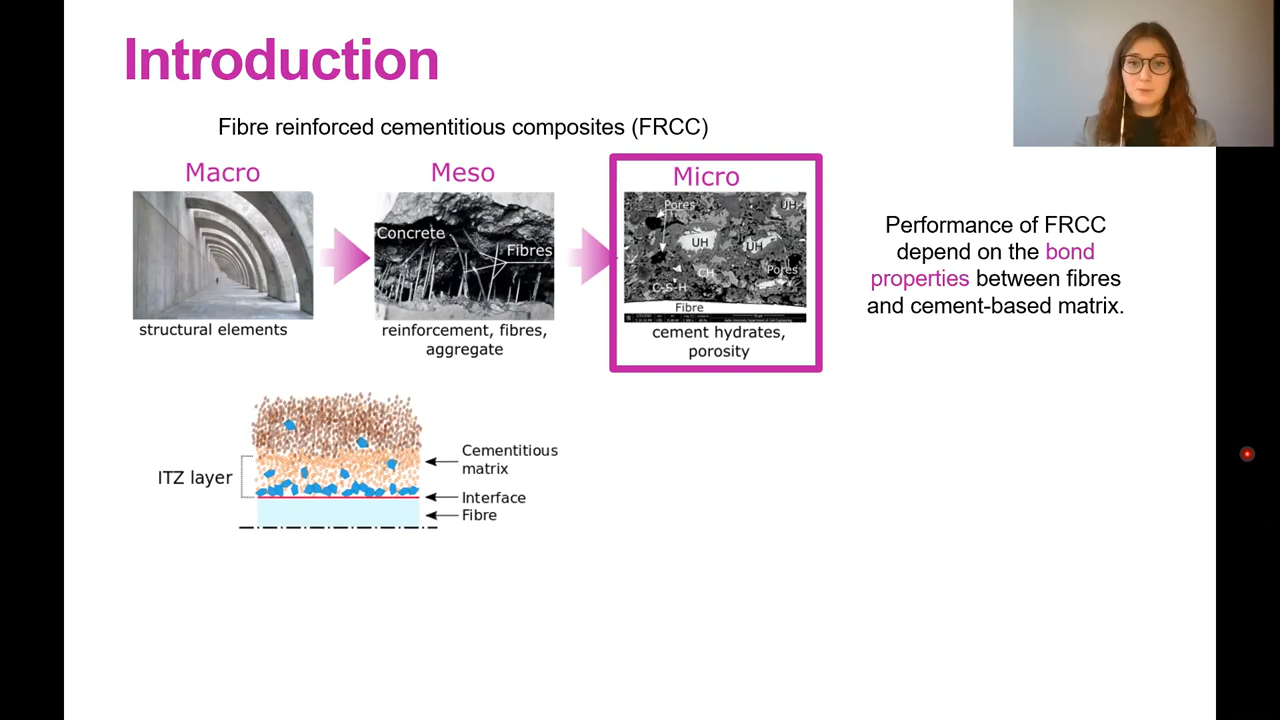 Introduction
Fibre reinforced cementitious composites (FRCC)
Macro
structural elements
Meso
Concrete
Fibres
reinforcement, fibres,
aggregate
Micro
Pores
UH
UH
UH
CH
Pores
C-S-H
Fibre
cement hydrates,
porosity
Performance of FRCC
depend on the bond
properties between fibres
and cement-based matrix.
ITZ layer
Cementitious
matrix
Interface
Fibre